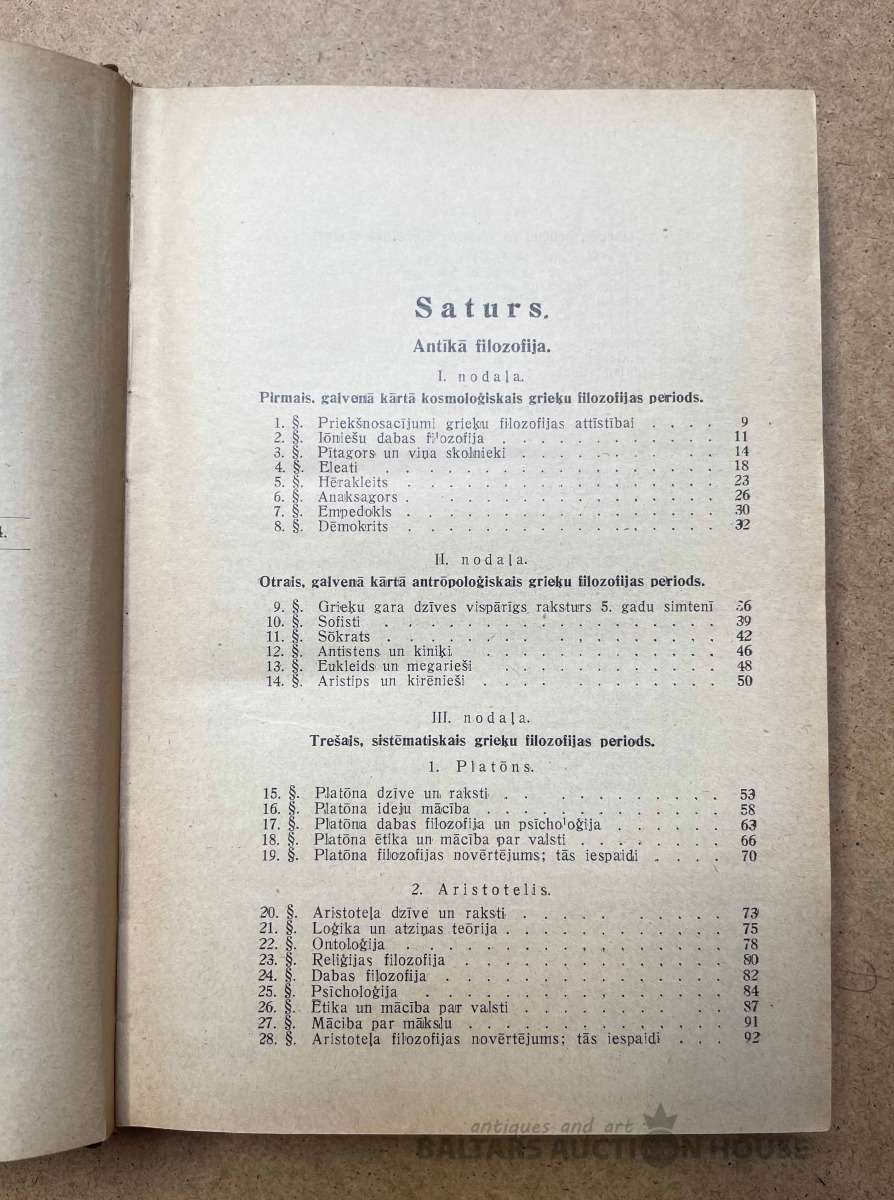 Saturs.
Antīkā filozofija.
I. nodaļa.
Pirmais, galvenā kārtā kosmoloģiskais grieķu filozofijas periods.
1. §. Priekšnosacījumi grieķu filozofijas attīstībai . . . . 9
2. §. Iōniešu dabas filozofija . . . . . . . . . . . 11
3. §. Pītagors un viņa skolnieki . . . . . . . . . . 14
4. §. Eleati . . . . . . . . . . . . . . . . 18
5. §. Hērakleits . . . . . . . . . . . . . . . 23
6. §. Anaksagors . . . . . . . . . . . . . . . 26
7. §. Empedokls . . . . . . . . . . . . . . . 30
8. §. Dēmokrits . . . . . . . . . . . . . . . 32
II. nodaļa.
Otrais, galvenā kārtā antrōpoloģiskais grieķu filozofijas periods.
9. §. Grieķu gara dzīves vispārīgs raksturs 5. gadu simtenī 36
10. §. Sofisti . . . . . . . . . . . . . . . . 39
11. §. Sōkrats . . . . . . . . . . . . . . . . 42
12. §. Antistens un kiniķi . . . . . . . . . . . . 46
13. §. Eukleids un megarieši . . . . . . . . . . . 48
14. §. Aristips un kirēnieši . . . . . . . . . . . . 50
III. nodaļa.
Trešais, sistēmatiskais grieķu filozofijas periods.
1. Platōns.
15. §. Platōna dzīve un raksti . . . . . . . . . . . 53
16. §. Platōna ideju mācība . . . . . . . . . . . . 58
17. §. Platōna dabas filozofija un psīcholoģija . . . . . . 63
18. §. Platōna ētika un mācība par valsti . . . . . . . . 66
19. §. Platōna filozofijas novērtējums; tās iespaidi . . . . 70
2. Aristotelis.
20. §. Aristoteļa dzīve un raksti . . . . . . . . . . 73
21. §. Loģika un atziņas teōrija . . . . . . . . . . . 75
22. §. Ontoloģija . . . . . . . . . . . . . . . 78
23. §. Reliģijas filozofija . . . . . . . . . . . . . 80
24. §. Dabas filozofija . . . . . . . . . . . . . . 82
25. §. Psīcholoģija . . . . . . . . . . . . . . . 84
26. §. Ētika un mācība par valsti . . . . . . . . . . 87
27. §. Mācība par mākslu . . . . . . . . . . . . . 91
28. §. Aristoteļa filozofijas novērtējums; tās iespaidi . . . 92
antiques and art
BALTARS AUCTION HOUSE